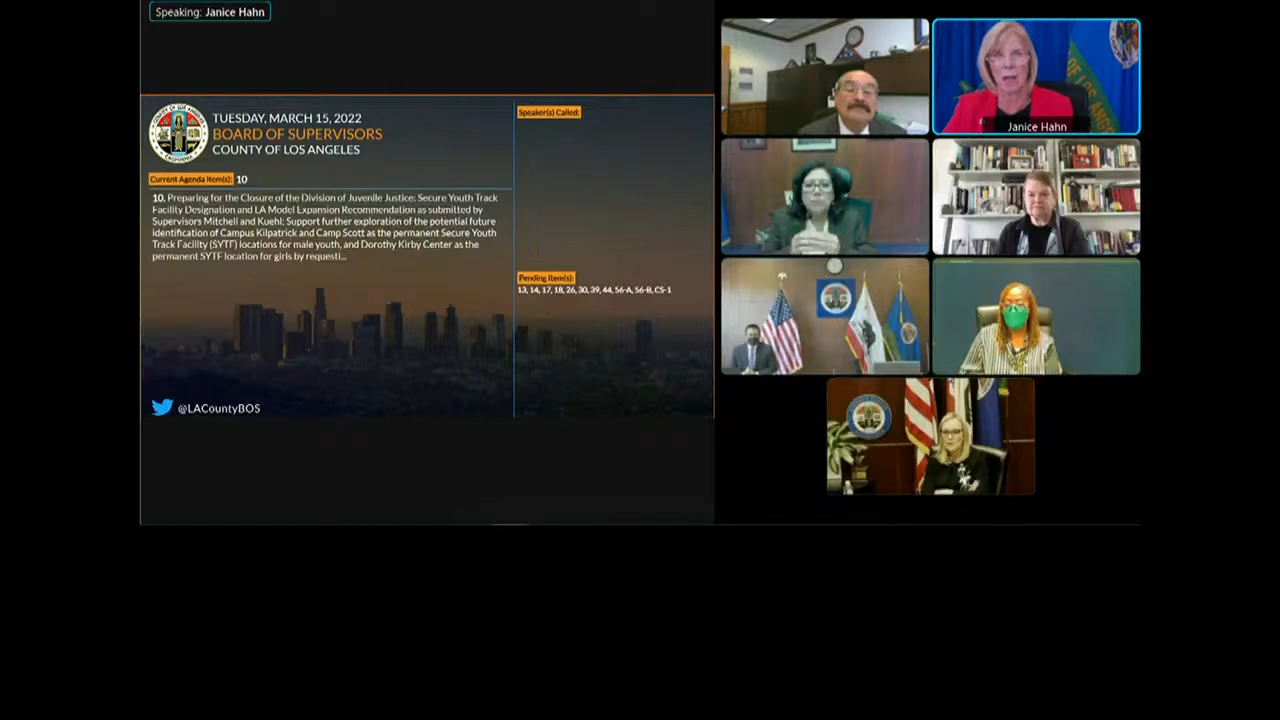 Speaking: Janice Hahn
TUESDAY, MARCH 15, 2022
BOARD OF SUPERVISORS
COUNTY OF LOS ANGELES
Current Agenda Item(s): 10
10. Preparing for the Closure of the Division of Juvenile Justice: Secure Youth Track
Facility Designation and LA Model Expansion Recommendation as submitted by
Supervisors Mitchell and Kuehl: Support further exploration of the potential future
identification of Campus Kilpatrick and Camp Scott as the permanent Secure Youth
Track Facility (SYTF) locations for male youth, and Dorothy Kirby Center as the
permanent SYTF location for girls by requesti...
@LACountyBOS
Speaker(s) Called:
Pending Item(s):
13, 14, 17, 18, 26, 30, 39, 44, 56-A, 56-B, CS-1
Janice Hahn